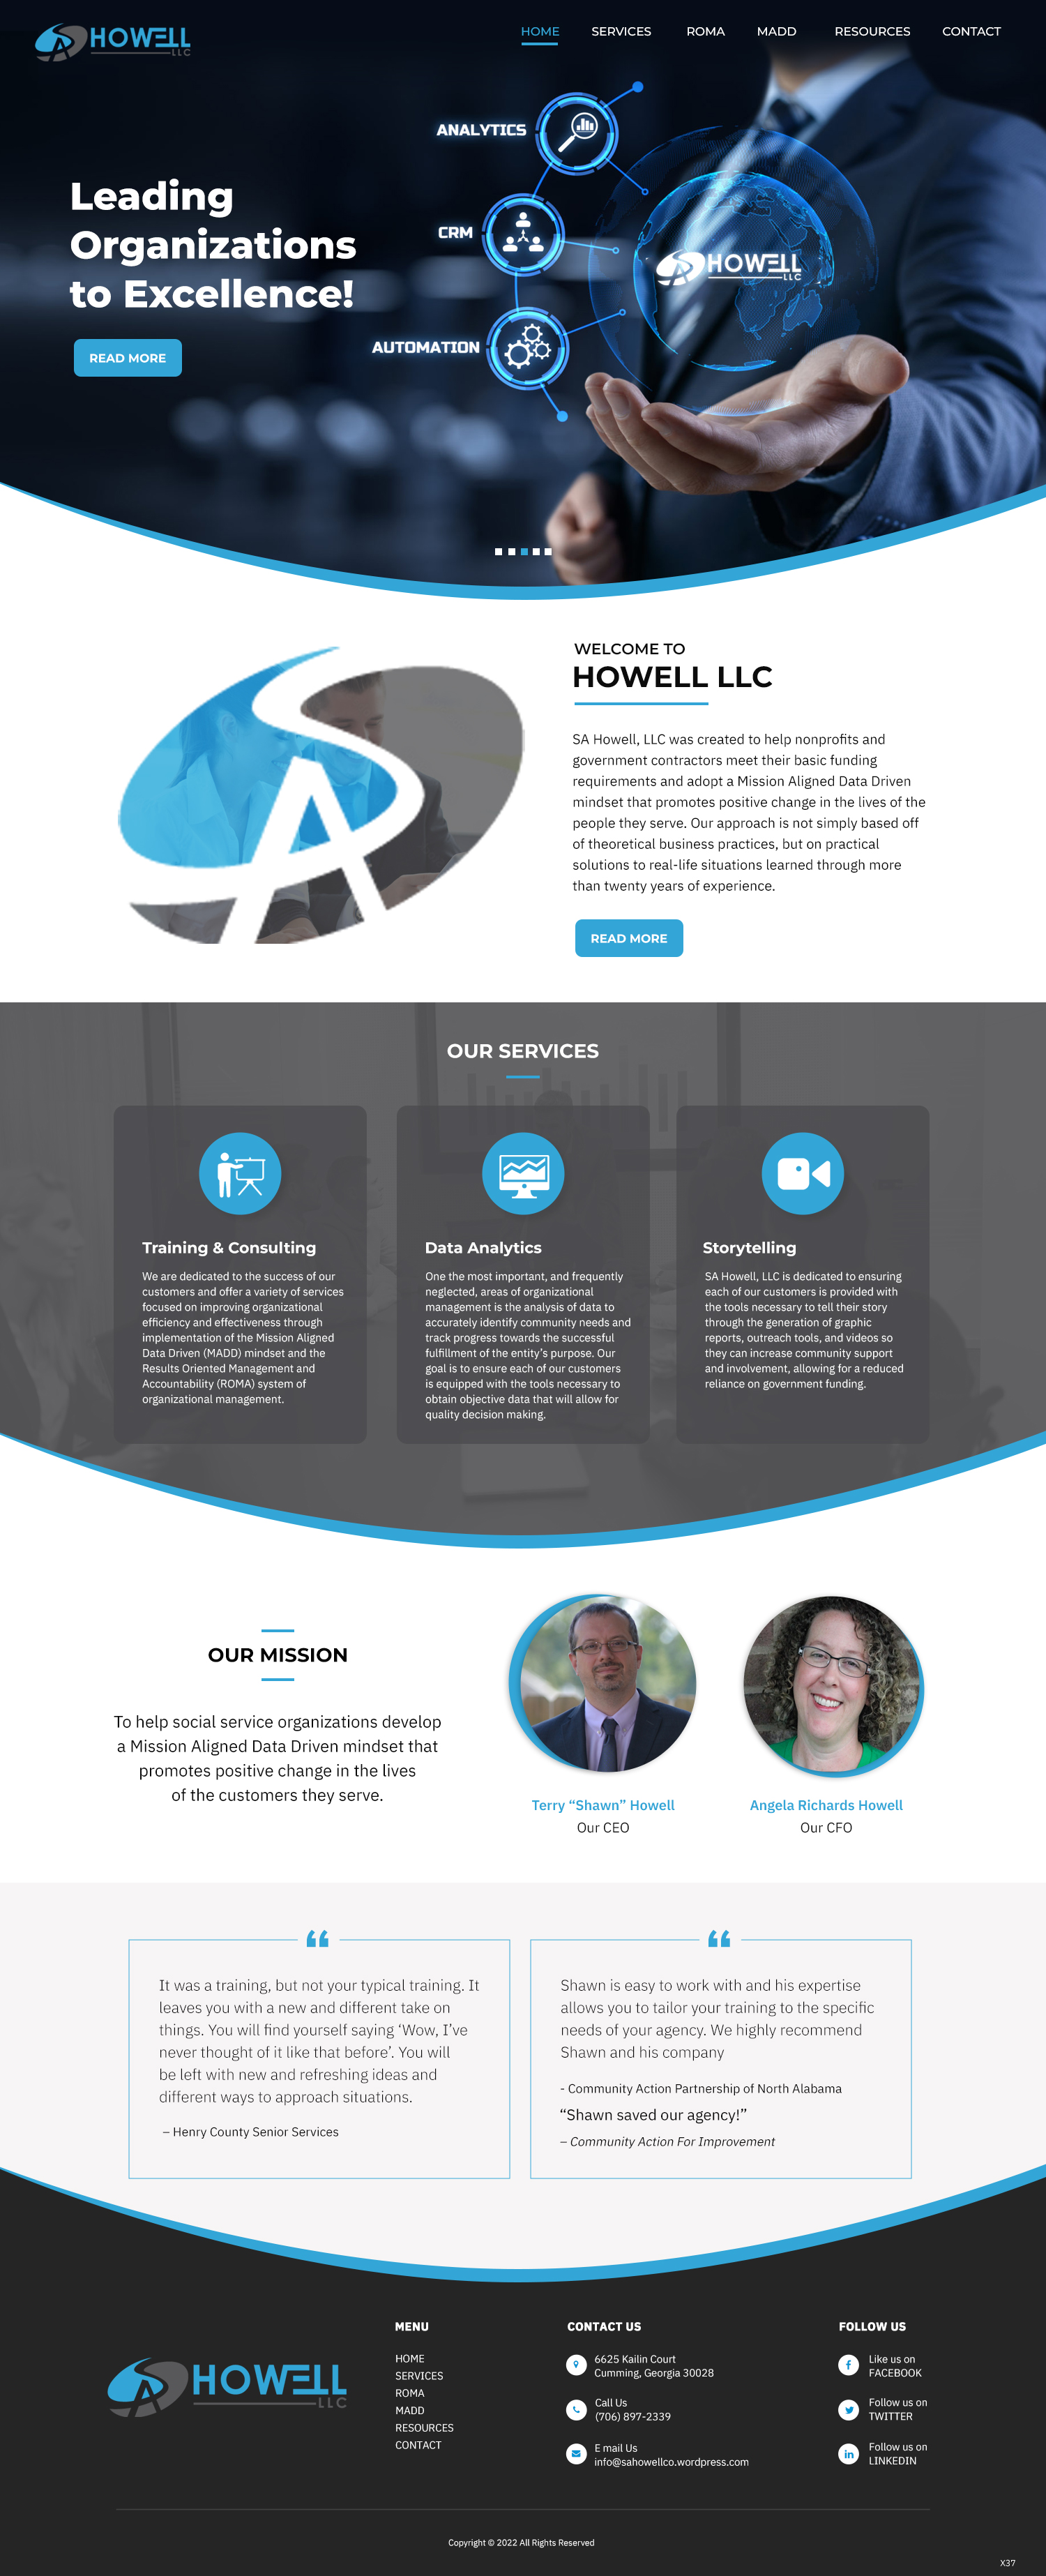 HOWELL
LLC
HOME SERVICES ROMA MADD RESOURCES CONTACT
ANALYTICS
CRM
AUTOMATION
HOWELL
LLC
Leading
Organizations
to Excellence!
READ MORE
WELCOME TO
HOWELL LLC
SA Howell, LLC was created to help nonprofits and
government contractors meet their basic funding
requirements and adopt a Mission Aligned Data Driven
mindset that promotes positive change in the lives of the
people they serve. Our approach is not simply based off
of theoretical business practices, but on practical
solutions to real-life situations learned through more
than twenty years of experience.
READ MORE
OUR SERVICES
Training & Consulting
We are dedicated to the success of our
customers and offer a variety of services
focused on improving organizational
efficiency and effectiveness through
implementation of the Mission Aligned
Data Driven (MADD) mindset and the
Results Oriented Management and
Accountability (ROMA) system of
organizational management.
Data Analytics
One the most important, and frequently
neglected, areas of organizational
management is the analysis of data to
accurately identify community needs and
track progress towards the successful
fulfillment of the entity's purpose. Our
goal is to ensure each of our customers
is equipped with the tools necessary to
obtain objective data that will allow for
quality decision making.
Storytelling
SA Howell, LLC is dedicated to ensuring
each of our customers is provided with
the tools necessary to tell their story
through the generation of graphic
reports, outreach tools, and videos so
they can increase community support
and involvement, allowing for a reduced
reliance on government funding.
OUR MISSION
To help social service organizations develop
a Mission Aligned Data Driven mindset that
promotes positive change in the lives
of the customers they serve.
Terry “Shawn” Howell
Our CEO
Angela Richards Howell
Our CFO
“
It was a training, but not your typical training. It
leaves you with a new and different take on
things. You will find yourself saying ‘Wow, I’ve
never thought of it like that before’. You will
be left with new and refreshing ideas and
different ways to approach situations.
– Henry County Senior Services
“
Shawn is easy to work with and his expertise
allows you to tailor your training to the specific
needs of your agency. We highly recommend
Shawn and his company
- Community Action Partnership of North Alabama
“Shawn saved our agency!”
– Community Action For Improvement
HOWELL
LLC
MENU
HOME
SERVICES
ROMA
MADD
RESOURCES
CONTACT
CONTACT US
6625 Kailin Court
Cumming, Georgia 30028
Call Us
(706) 897-2339
E mail Us
info@sahowellco.wordpress.com
FOLLOW US
Like us on
FACEBOOK
Follow us on
TWITTER
Follow us on
LINKEDIN
Copyright © 2022 All Rights Reserved
X37